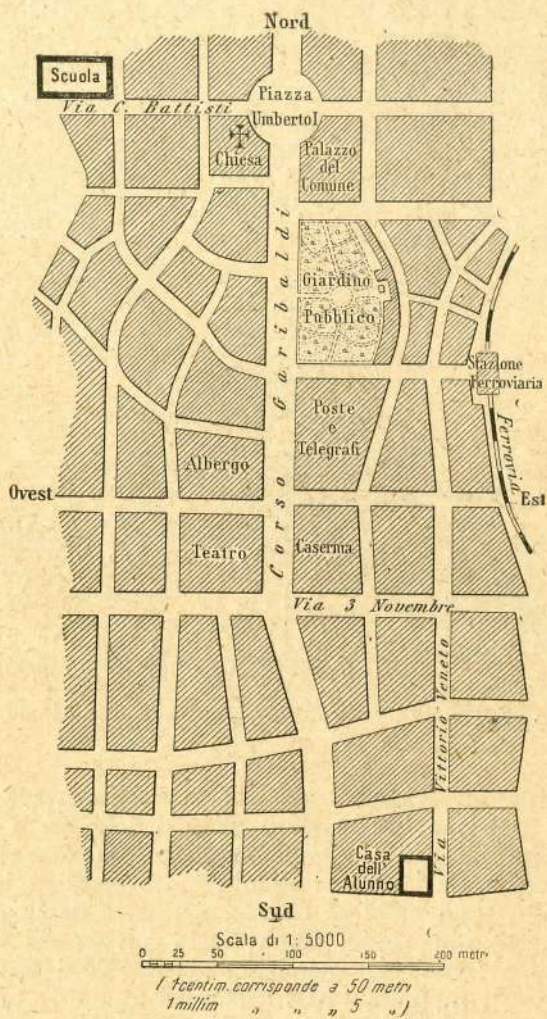 Nord
Scuola
Via C. Battisti
Piazza
Umberto I
Chiesa
Palazzo
del
Comune
Corso Garibaldi
Giardino
Pubblico
Stazione
Ferroviaria
Poste
e
Telegrafi
Albergo
Ferrovia
Ovest
Est
Teatro
Caserma
Via 3 Novembre
Via Vittorio Veneto
Casa
dell'
Alunno
Sud
Scala di 1:5000
0 25 50 100 150 200 metri
( 1 centim. corrisponde a 50 metri
1 millim „ „ „ 5 „ )